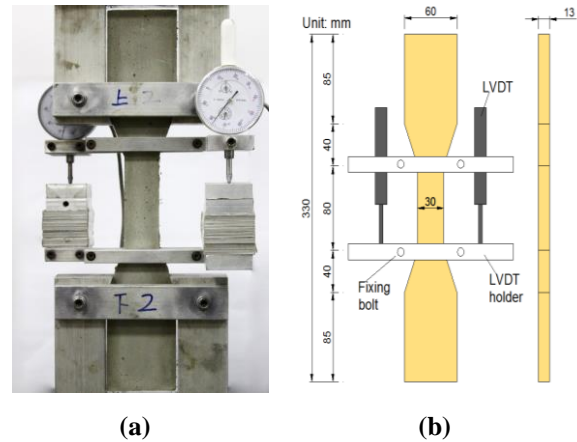 上 2
下 2
(a)
Unit: mm
60
13
85
LVDT
40
330
80
30
40
Fixing
bolt
LVDT
holder
85
(b)